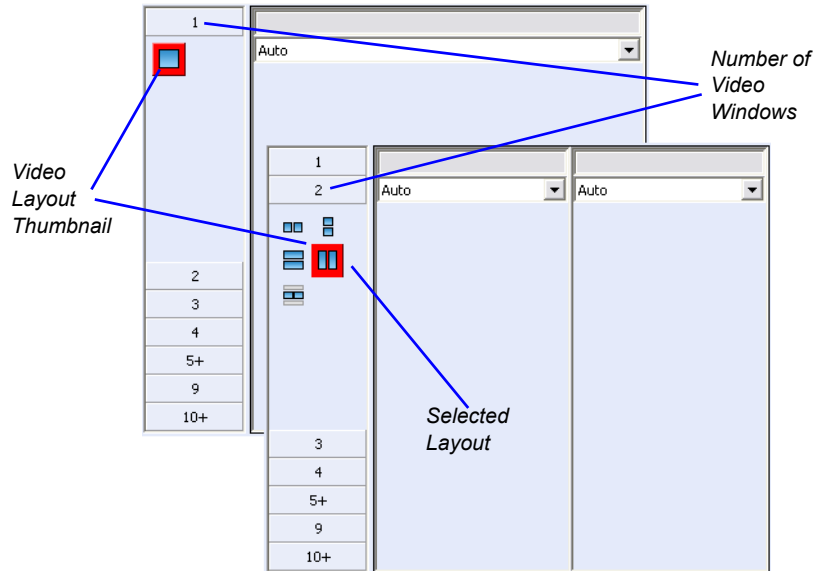 1
Auto
Number of
Video
Windows
Video
Layout
Thumbnail
2
3
4
5+
9
10+
1
2
Auto
Auto
Selected
Layout
3
4
5+
9
10+